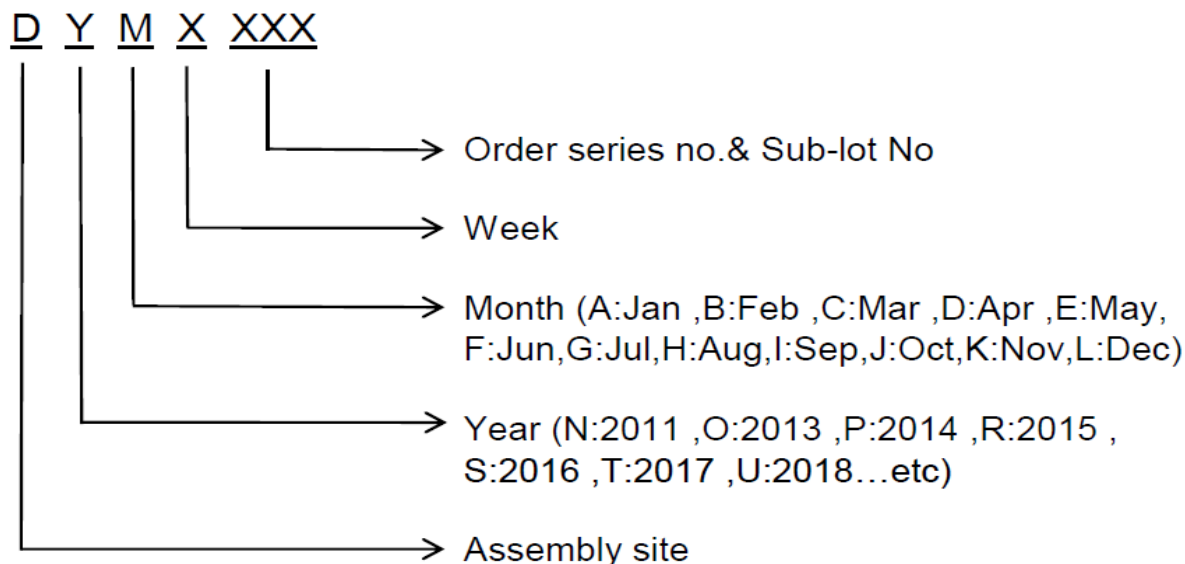 D Y M X XXX
Order series no.& Sub-lot No
Week
Month (A:Jan ,B:Feb ,C:Mar ,D:Apr ,E:May,
F:Jun,G:Jul,H:Aug,I:Sep,J:Oct,K:Nov,L:Dec)
Year (N:2011 ,O:2013 ,P:2014 ,R:2015 ,
S:2016 ,T:2017 ,U:2018...etc)
Assembly site